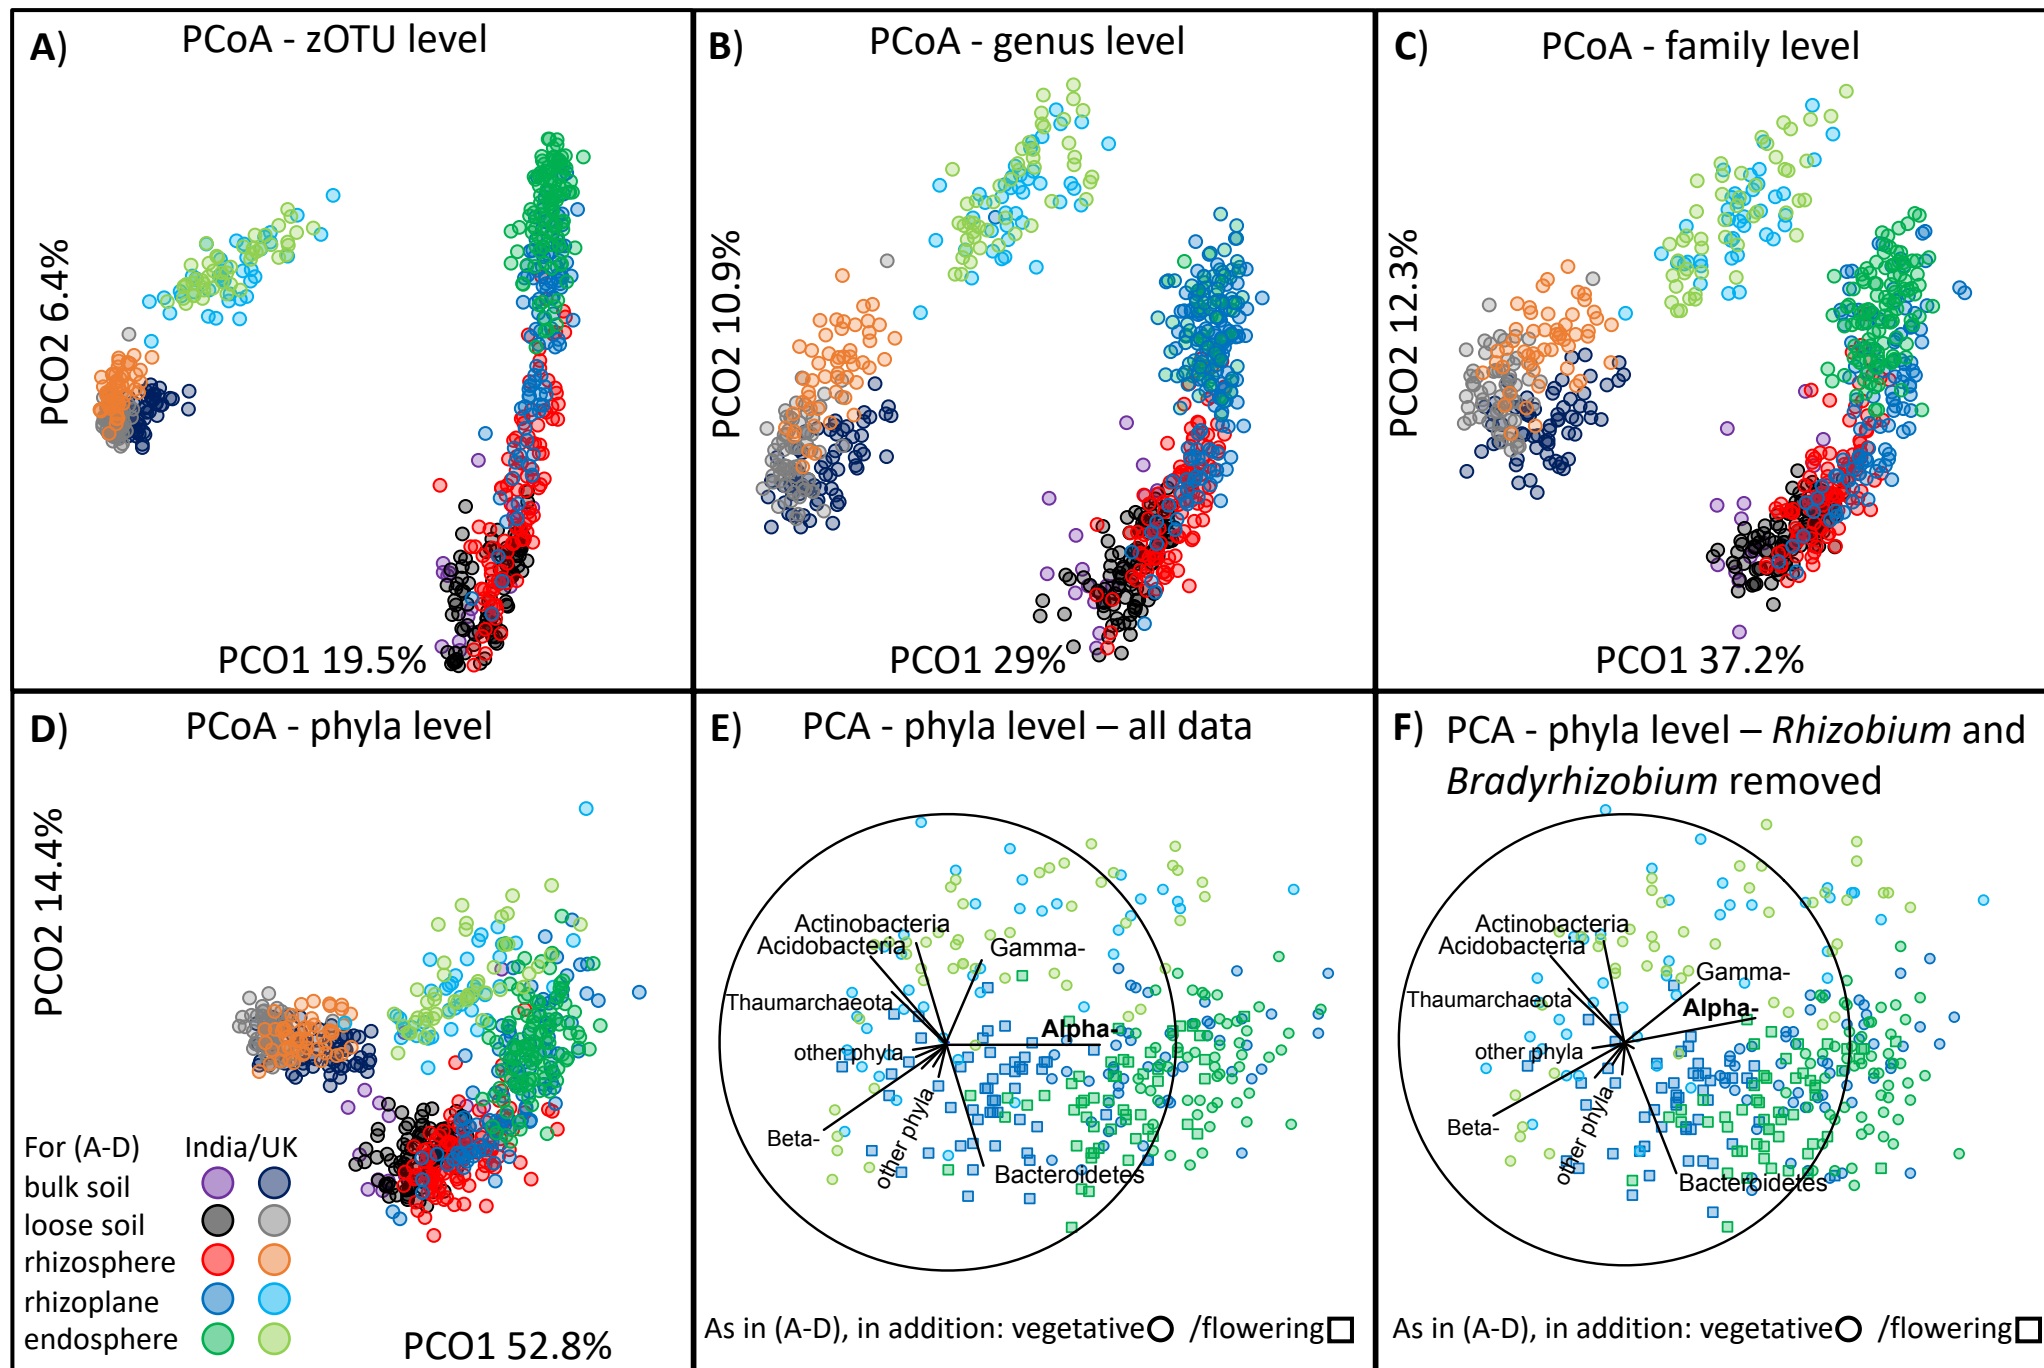 A) PCoA - zOTU level
PCO2 6.4%
PCO1 19.5%
B) PCoA - genus level
PCO2 10.9%
PCO1 29%
C) PCoA - family level
PCO2 12.3%
PCO1 37.2%
D) PCoA - phyla level
PCO2 14.4%
For (A-D) India/UK
bulk soil
loose soil
rhizosphere
rhizoplane
endosphere
PCO1 52.8%
E) PCA - phyla level – all data
Actinobacteria
Acidobacteria
Gamma-
Thaumarchaeota
Alpha-
other phyla
Beta-
other phyla
Bacteroidetes
As in (A-D), in addition: vegetative /flowering
F) PCA - phyla level – Rhizobium and
Bradyrhizobium removed
Actinobacteria
Acidobacteria
Gamma-
Thaumarchaeota
Alpha-
other phyla
Beta-
other phyla
Bacteroidetes
As in (A-D), in addition: vegetative /flowering